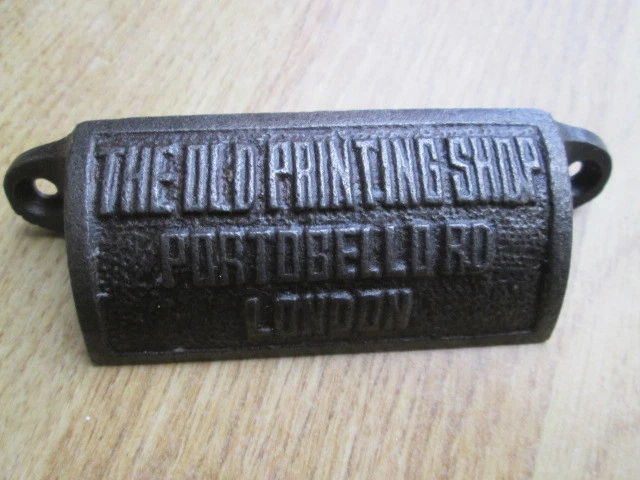 THE OLD PRINTING SHOP
PORTOBELLO RD
LONDON